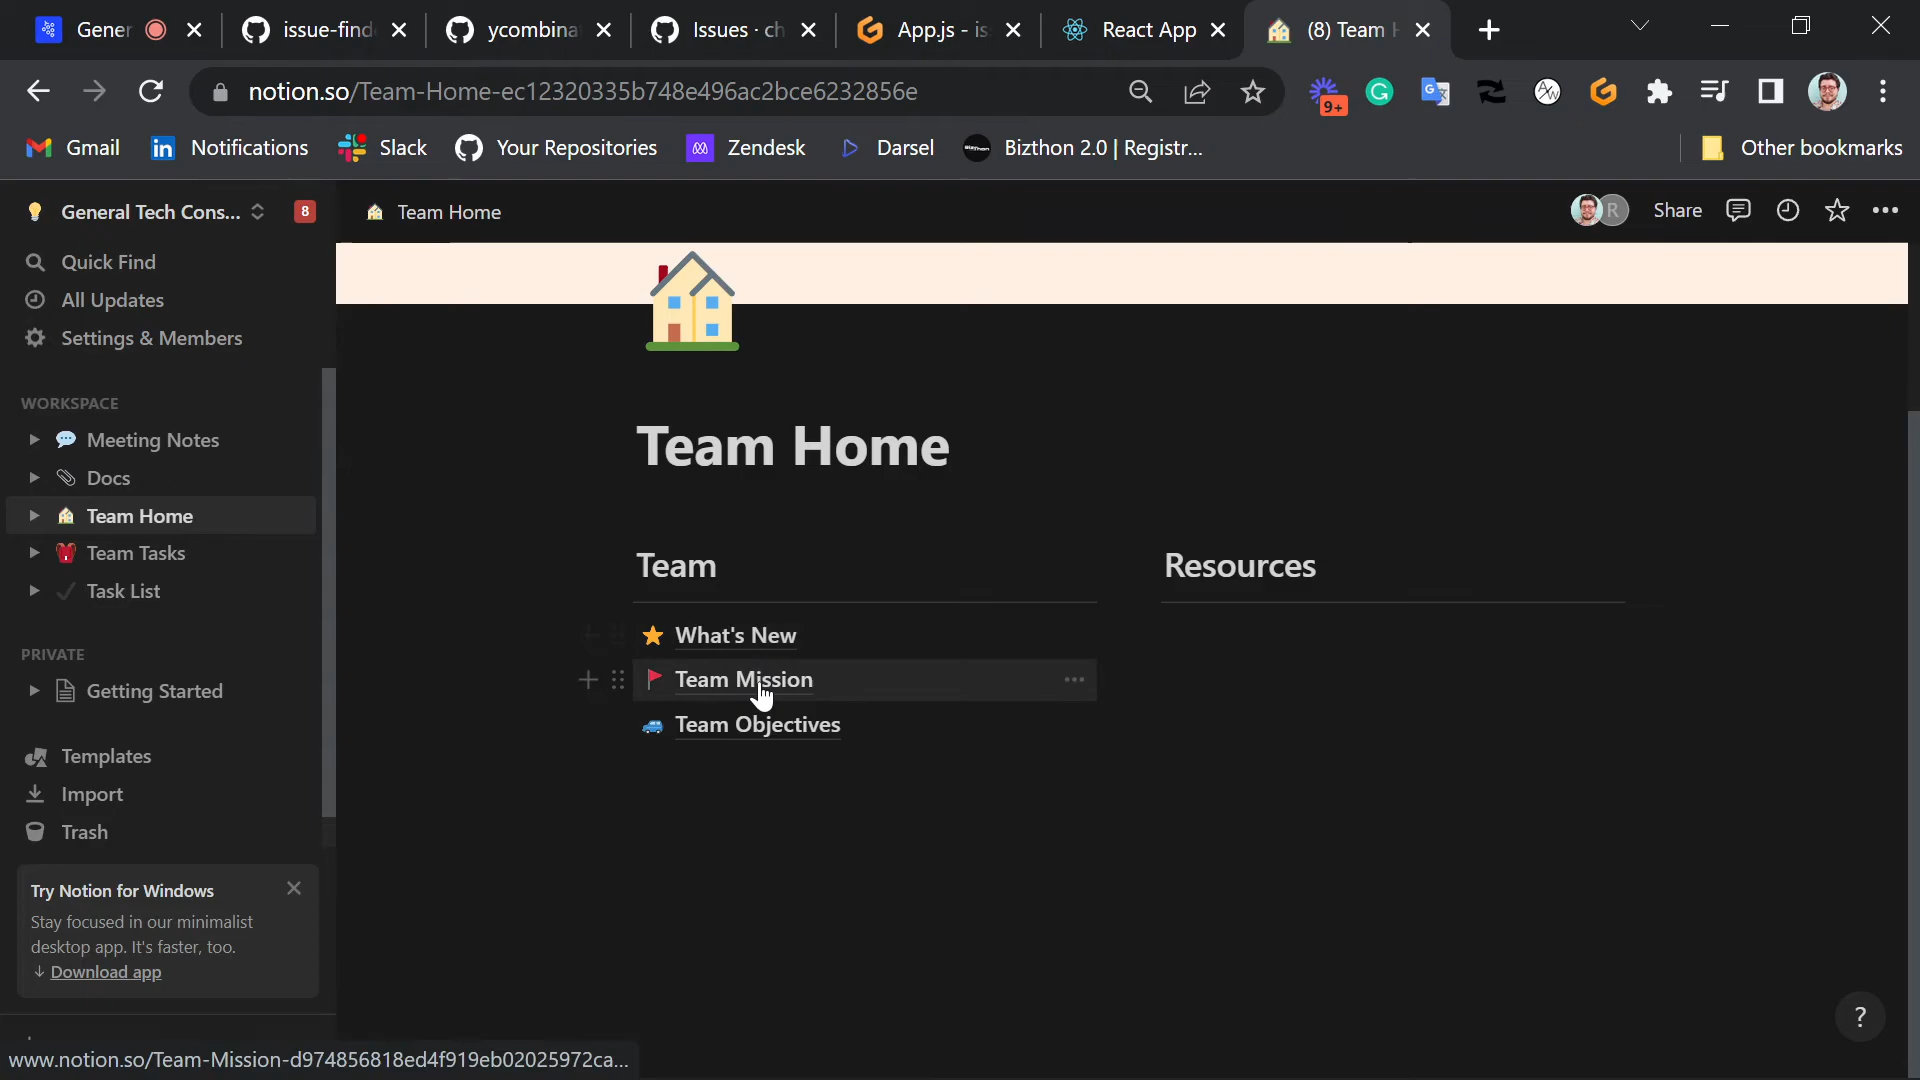 Gener
issue-find
ycombina
Issues · ch
App.js - is
React App
(8) Team H
notion.so/Team-Home-ec12320335b748e496ac2bce6232856e
9+
Gmail
Notifications
Slack
Your Repositories
Zendesk
Darsel
Bizthon 2.0 | Registr...
Other bookmarks
General Tech Cons...
8
Team Home
R
Share
Quick Find
All Updates
Settings & Members
WORKSPACE
Meeting Notes
Docs
Team Home
Team Tasks
Task List
PRIVATE
Getting Started
Templates
Import
Trash
Try Notion for Windows
Stay focused in our minimalist
desktop app. It's faster, too.
Download app
Team Home
Team
What's New
Team Mission
Team Objectives
Resources
?
www.notion.so/Team-Mission-d974856818ed4f919eb02025972ca...